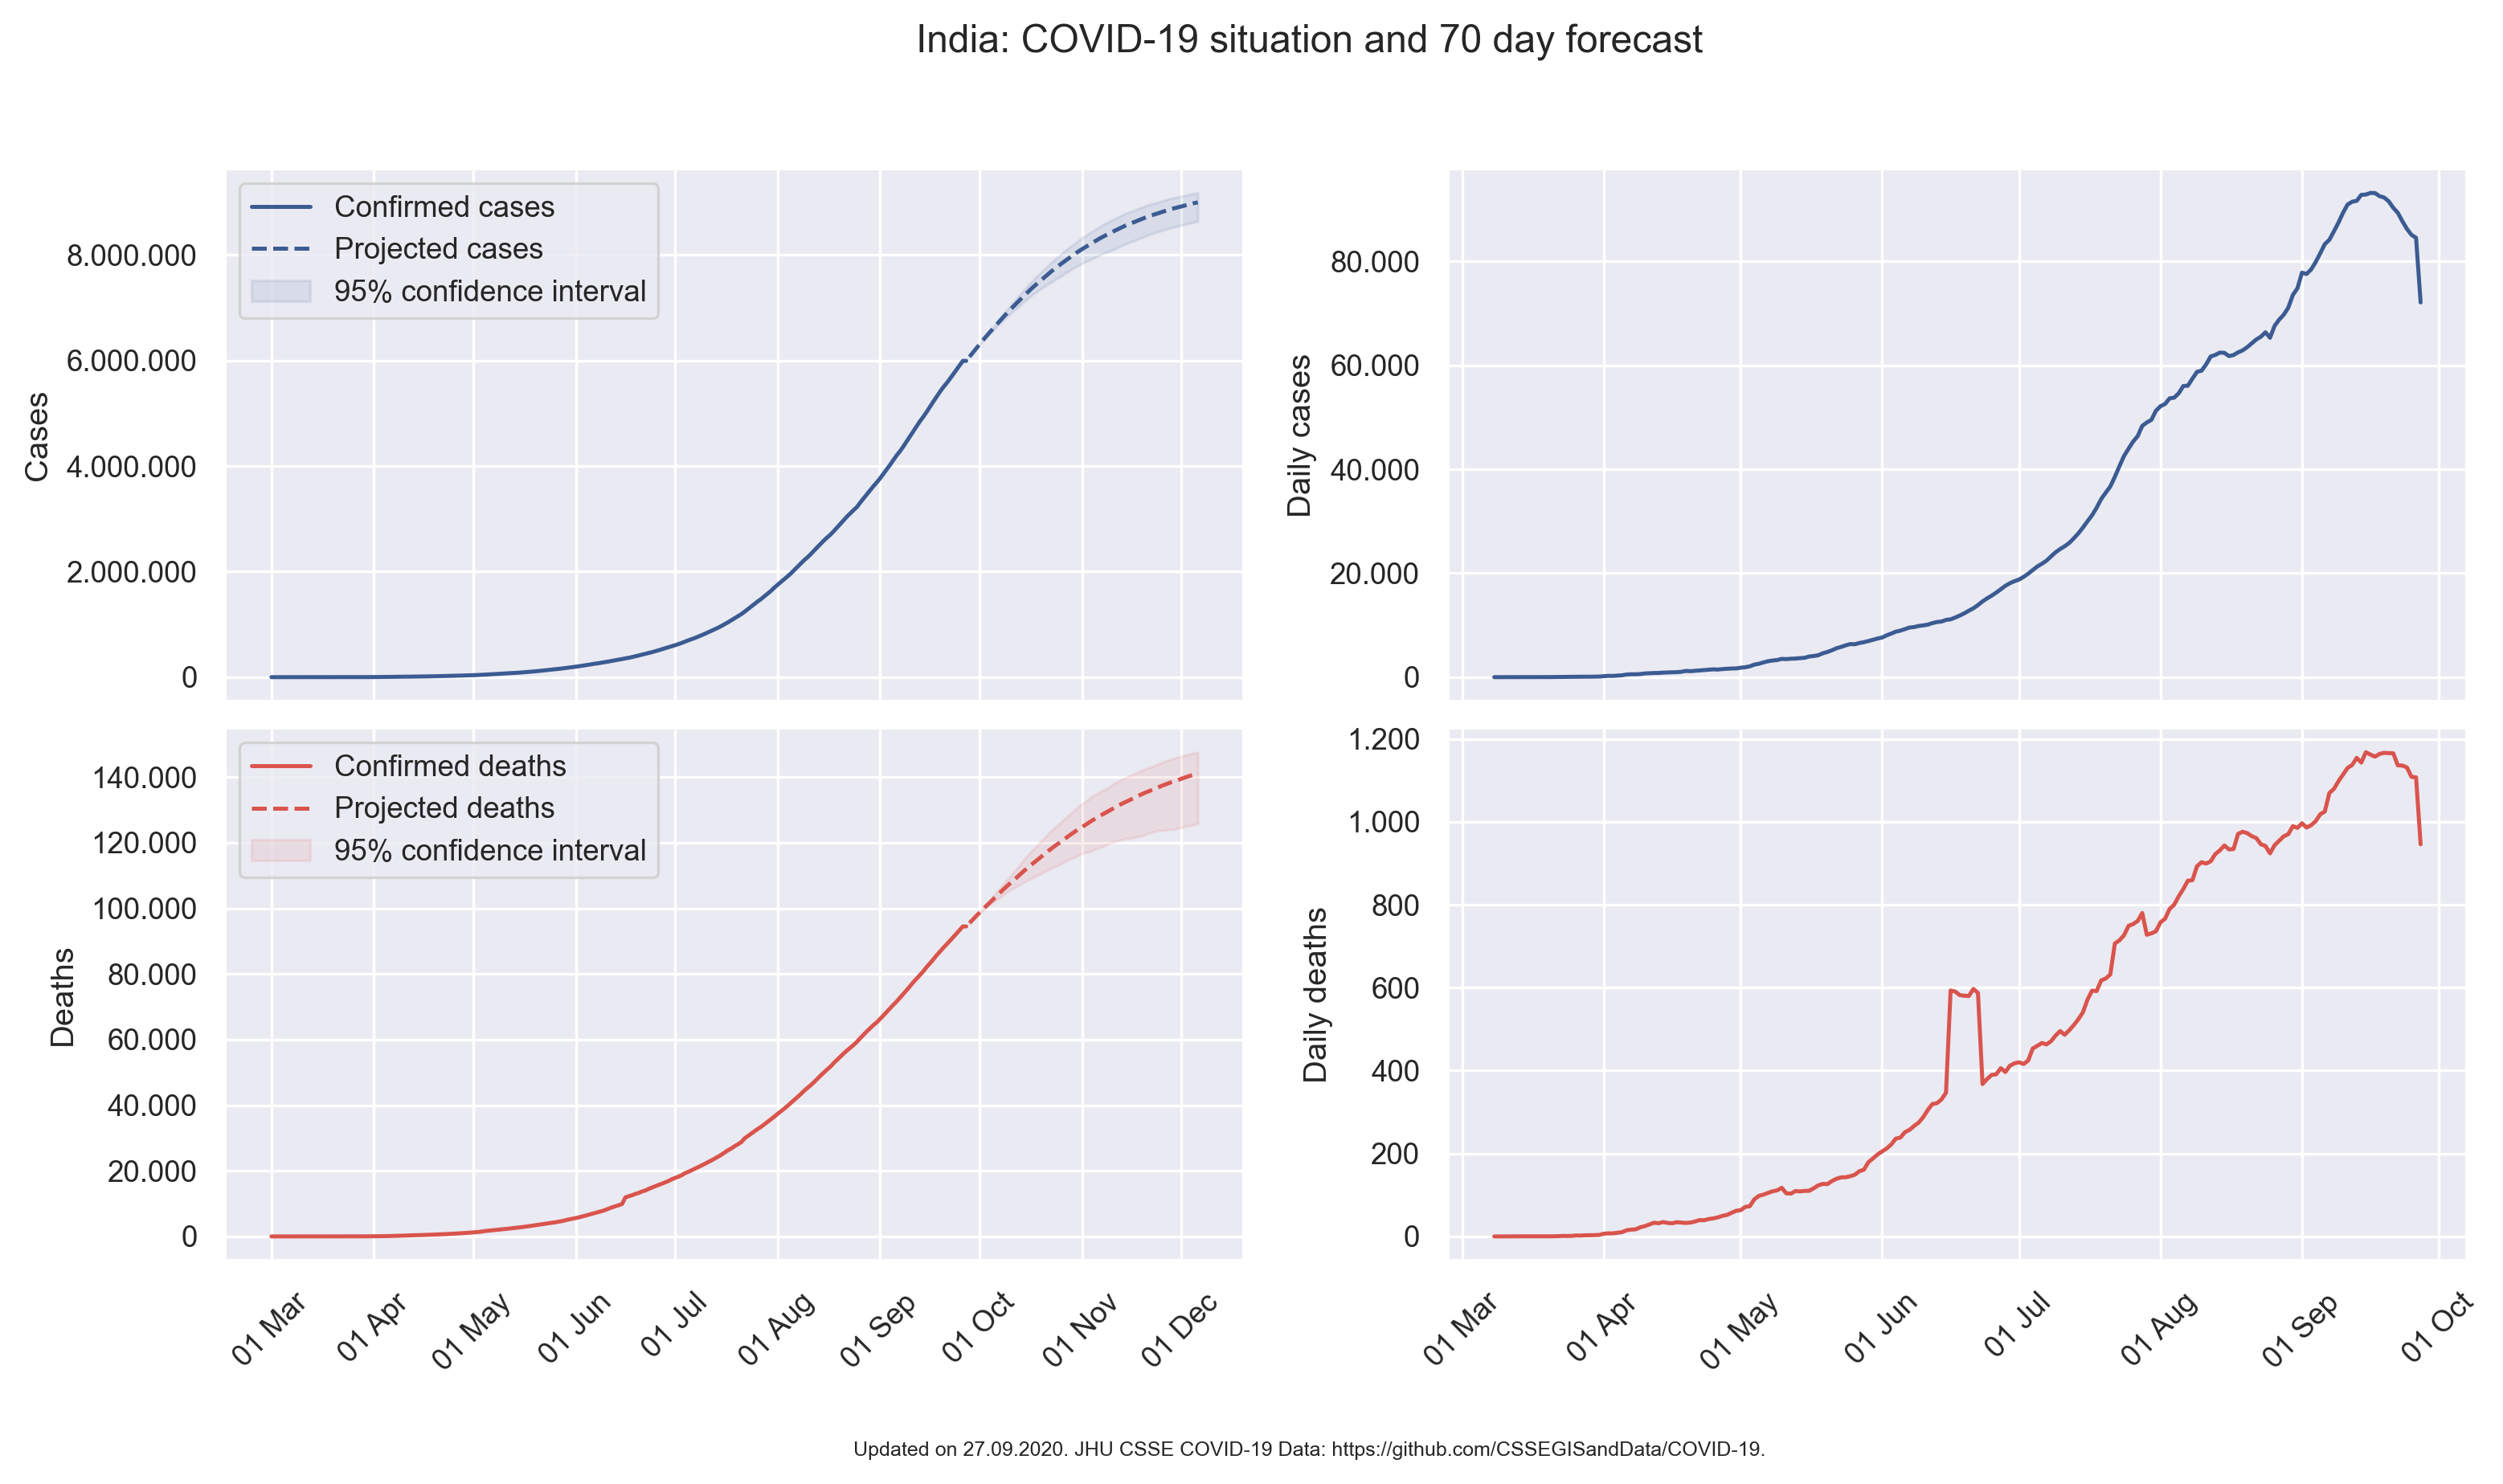 India: COVID-19 situation and 70 day forecast
Confirmed cases
Projected cases
95% confidence interval
Cases
8.000.000
6.000.000
4.000.000
2.000.000
0
Daily cases
80.000
60.000
40.000
20.000
0
Confirmed deaths
Projected deaths
95% confidence interval
Deaths
140.000
120.000
100.000
80.000
60.000
40.000
20.000
0
01 Mar
01 Apr
01 May
01 Jun
01 Jul
01 Aug
01 Sep
01 Oct
01 Nov
01 Dec
Daily deaths
1.200
1.000
800
600
400
200
0
01 Mar
01 Apr
01 May
01 Jun
01 Jul
01 Aug
01 Sep
01 Oct
Updated on 27.09.2020. JHU CSSE COVID-19 Data: https://github.com/CSSEGISandData/COVID-19.